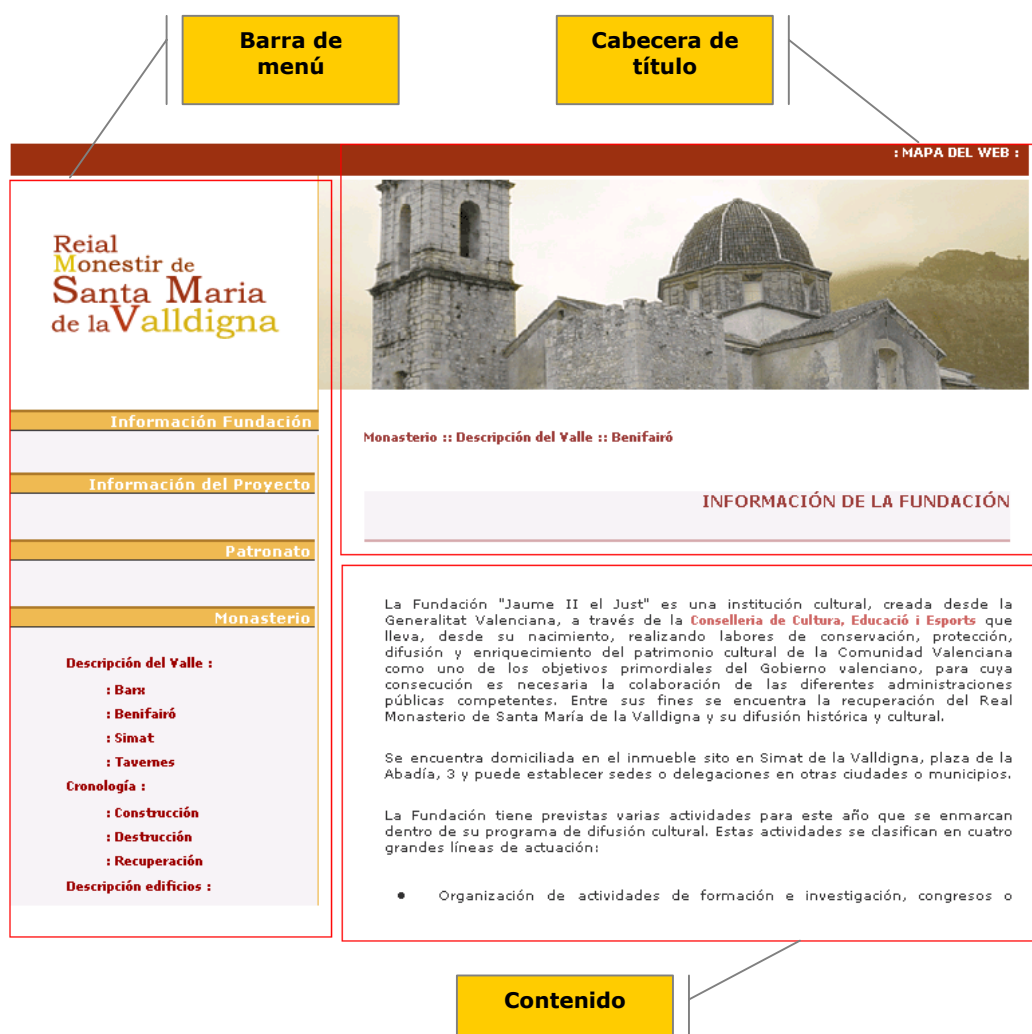 Barra de
menú
Cabecera de
título
: MAPA DEL WEB :
Reial
Monestir de
Santa Maria
de la Valldigna
Información Fundación
Información del Proyecto
Patronato
Monasterio
Descripción del Valle :
: Barx
: Benifairó
: Simat
: Tavernes
Cronología :
: Construcción
: Destrucción
: Recuperación
Descripción edificios :
Monasterio :: Descripción del Valle :: Benifairó
INFORMACIÓN DE LA FUNDACIÓN
La Fundación "Jaume II el Just" es una institución cultural, creada desde la
Generalitat Valenciana, a través de la Conselleria de Cultura, Educació i Esports que
lleva, desde su nacimiento, realizando labores de conservación, protección,
difusión y enriquecimiento del patrimonio cultural de la Comunidad Valenciana
como uno de los objetivos primordiales del Gobierno valenciano, para cuya
consecución es necesaria la colaboración de las diferentes administraciones
públicas competentes. Entre sus fines se encuentra la recuperación del Real
Monasterio de Santa María de la Valldigna y su difusión histórica y cultural.
Se encuentra domiciliada en el inmueble sito en Simat de la Valldigna, plaza de la
Abadía, 3 y puede establecer sedes o delegaciones en otras ciudades o municipios.
La Fundación tiene previstas varias actividades para este año que se enmarcan
dentro de su programa de difusión cultural. Estas actividades se clasifican en cuatro
grandes líneas de actuación:
● Organización de actividades de formación e investigación, congresos o
Contenido